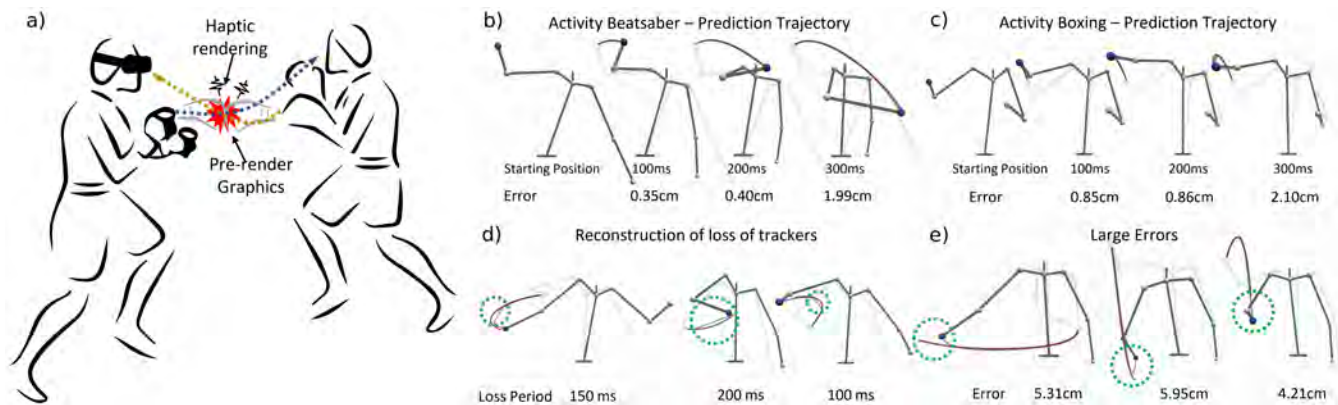 a)
Haptic
rendering
Pre-render
Graphics
b)
Activity Beatsaber – Prediction Trajectory
Starting Position 100ms 200ms 300ms
Error 0.35cm 0.40cm 1.99cm
c)
Activity Boxing – Prediction Trajectory
Starting Position 100ms 200ms 300ms
Error 0.85cm 0.86cm 2.10cm
d)
Reconstruction of loss of trackers
Loss Period 150 ms 200 ms 100 ms
e)
Large Errors
Error 5.31cm 5.95cm 4.21cm